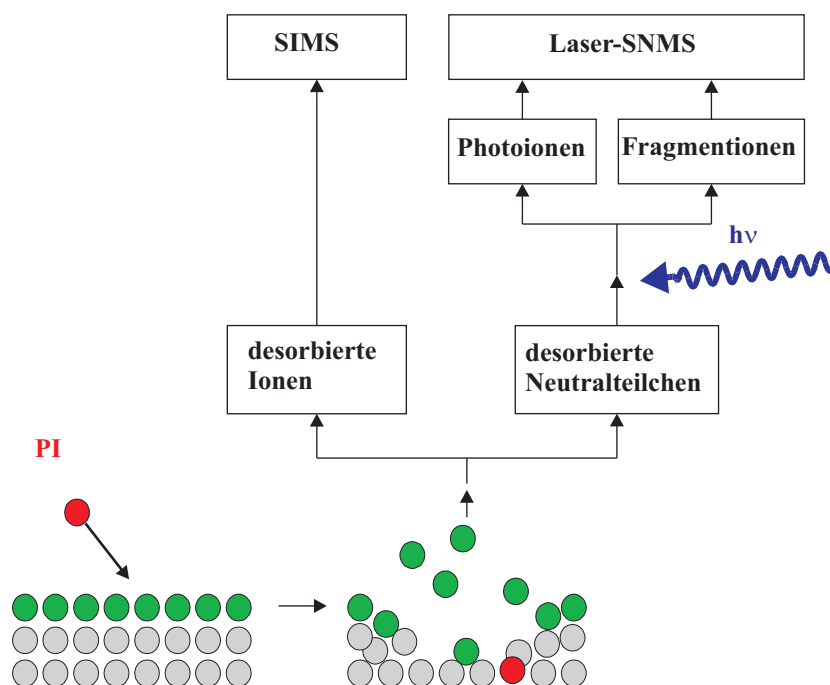 SIMS
Laser-SNMS
Photoionen
Fragmentionen
hν
desorbierte
Ionen
desorbierte
Neutralteilchen
PI